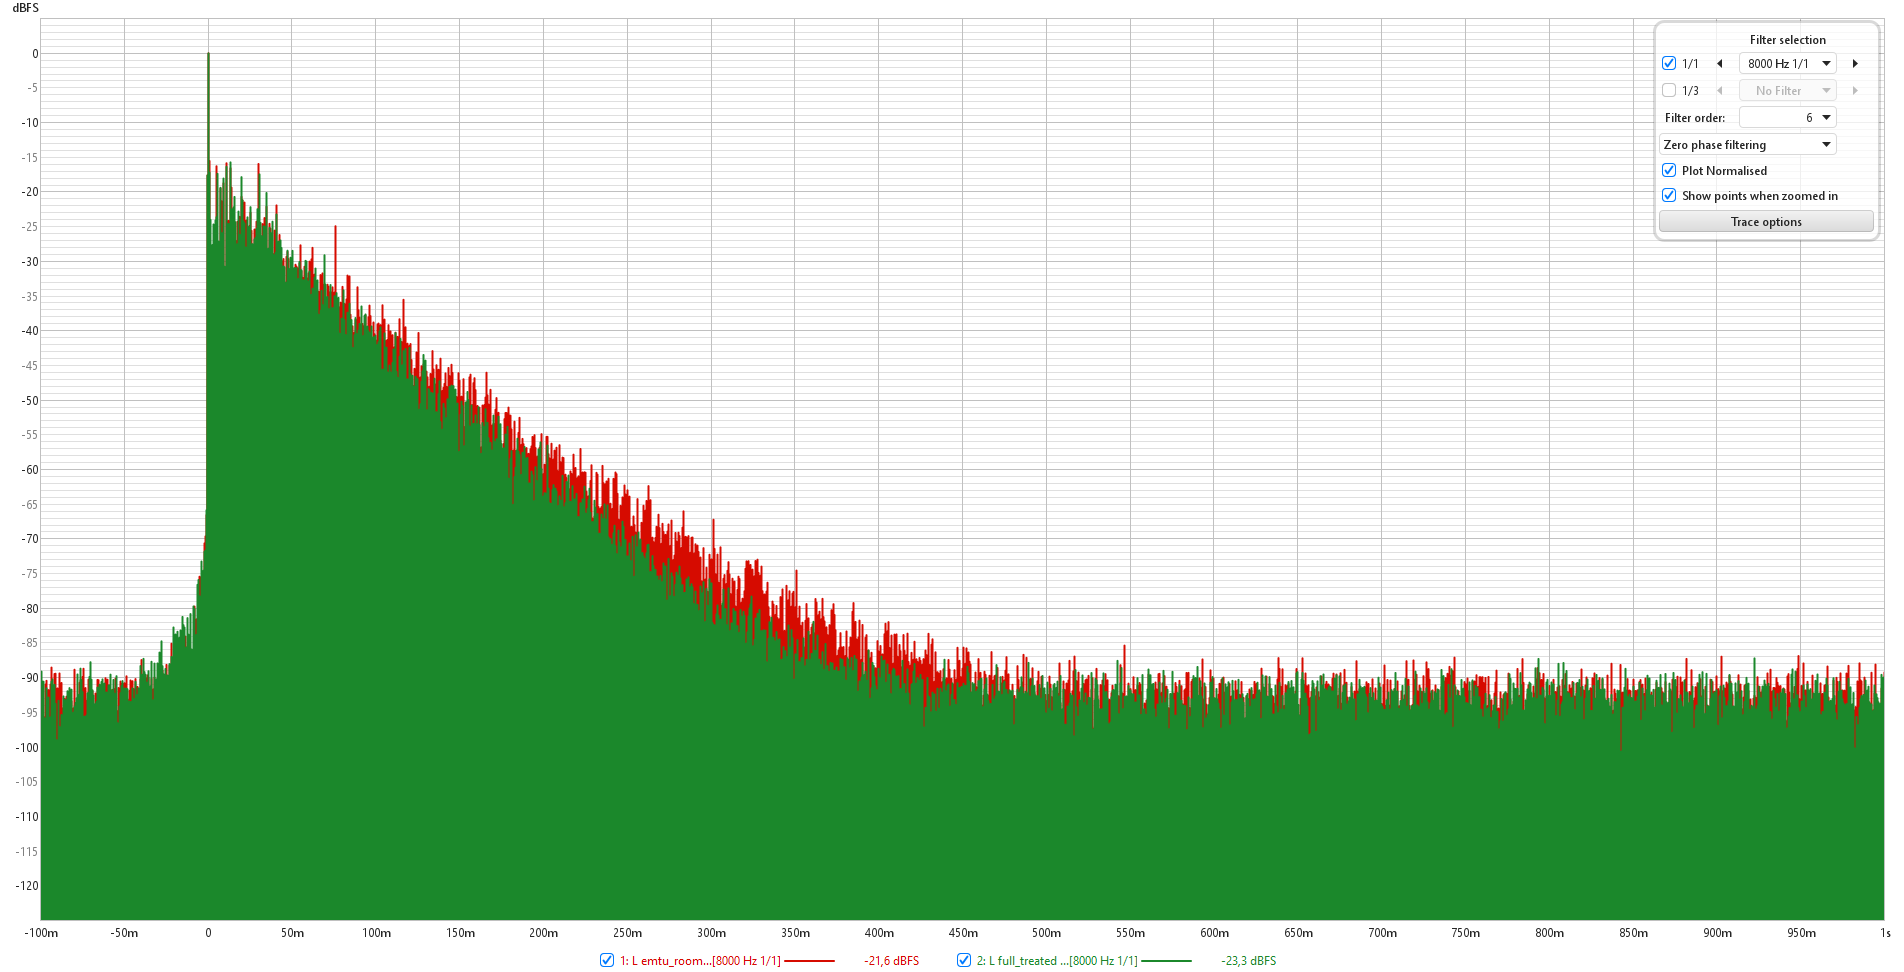 dBFS
Filter selection
1/1 8000 Hz 1/1
1/3 No Filter
Filter order: 6
Zero phase filtering
Plot Normalised
Show points when zoomed in
Trace options
0
-5
-10
-15
-20
-25
-30
-35
-40
-45
-50
-55
-60
-65
-70
-75
-80
-85
-90
-95
-100
-105
-110
-115
-120
-100m -50m 0 50m 100m 150m 200m 250m 300m 350m 400m 450m 500m 550m 600m 650m 700m 750m 800m 850m 900m 950m 1s
1: L emtu_room...[8000 Hz 1/1] -21,6 dBFS 2: L full_treated ...[8000 Hz 1/1] -23,3 dBFS